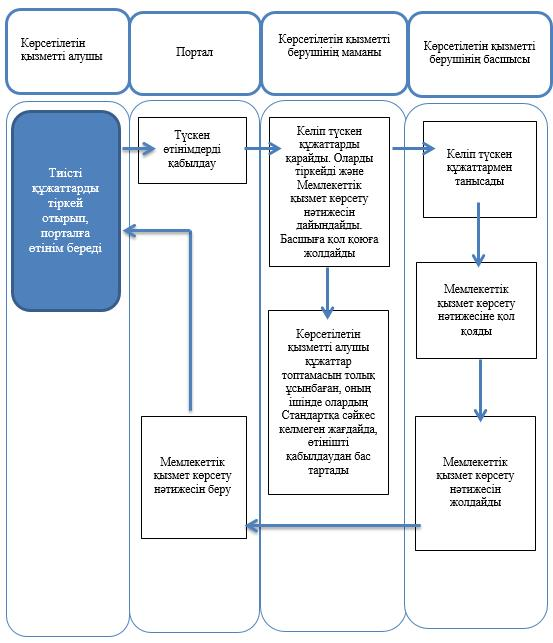 Көрсетілетін
қызметті алушы
Портал
Көрсетілетін қызметті
берушінің маманы
Көрсетілетін қызметті
берушінің басшысы
Тиісті
құжаттарды
тіркей
отырып,
порталға
өтінім береді
Түскен
өтінімдерді
қабылдау
Келіп түскен
құжаттарды
қарайды. Оларды
тіркейді және
Мемлекеттік
қызмет көрсету
нәтижесін
дайындайды.
Басшыға қол қоюға
жолдайды
Келіп түскен
құжаттармен
танысады
Мемлекеттік
қызмет көрсету
нәтижесіне қол
қояды
Көрсетілетін
қызметті алушы
құжаттар
топтамасын толық
ұсынбаған, оның
ішінде олардың
Стандартқа сәйкес
келмеген жағдайда,
өтінішті
қабылдаудан бас
тартады
Мемлекеттік
қызмет көрсету
нәтижесін беру
Мемлекеттік
қызмет көрсету
нәтижесін
жолдайды